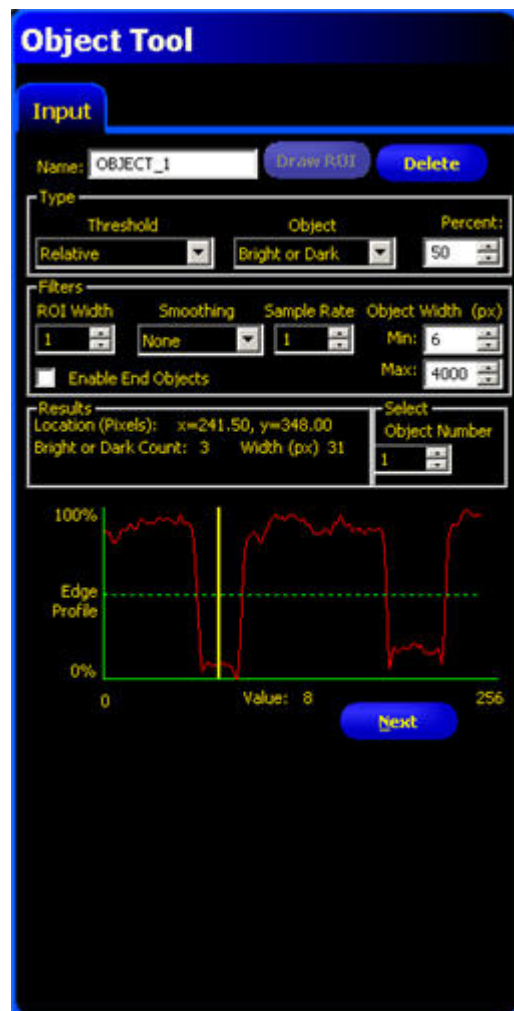 Object Tool
Input
Name: OBJECT_1 Draw ROI Delete
Type
Threshold Object Percent:
Relative Bright or Dark 50
Filters
ROI Width Smoothing Sample Rate Object Width (px)
1 None 1 Min: 6
Enable End Objects Max: 4000
Results Select
Location (Pixels): x=241.50, y=348.00 Object Number
Bright or Dark Count: 3 Width (px) 31 1
100%
Edge
Profile
0%
0 Value: 8 256
Next